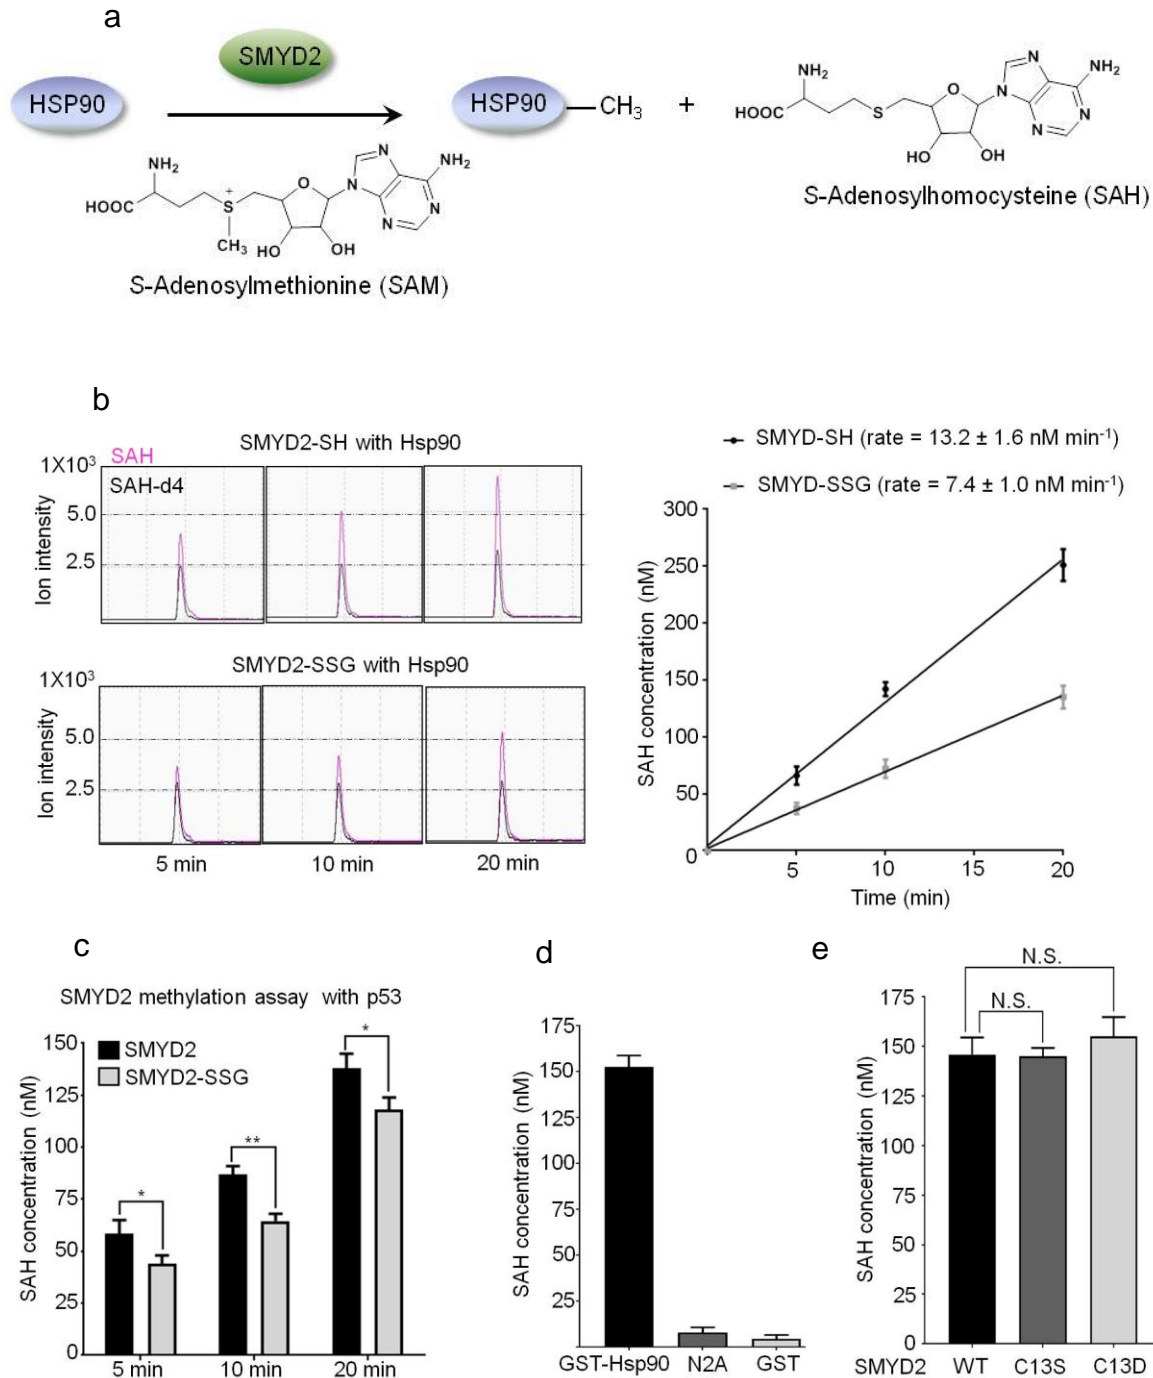 a
SMYD2
HSP90
HSP90
CH₃
+
NH₂
HOOC
S
O
N
N
N
N
NH₂
HO
OH
S-Adenosylhomocysteine (SAH)
NH₂
HOOC
S
+
CH₃
O
N
N
N
N
NH₂
HO
OH
S-Adenosylmethionine (SAM)
b
SMYD2-SH with Hsp90
1X10³
SAH
SAH-d4
5.0
2.5
Ion intensity
SMYD2-SSG with Hsp90
1X10³
5.0
2.5
Ion intensity
5 min
10 min
20 min
SMYD-SH (rate = 13.2 ± 1.6 nM min⁻¹)
SMYD-SSG (rate = 7.4 ± 1.0 nM min⁻¹)
300
250
200
150
100
50
0
SAH concentration (nM)
5
10
15
20
Time (min)
c
SMYD2 methylation assay with p53
SMYD2
SMYD2-SSG
150
125
100
75
50
25
0
SAH concentration (nM)
*
**
*
5 min
10 min
20 min
d
175
150
125
100
75
50
25
SAH concentration (nM)
GST-Hsp90
N2A
GST
e
N.S.
N.S.
175
150
125
100
75
50
25
0
SAH concentration (nM)
SMYD2
WT
C13S
C13D